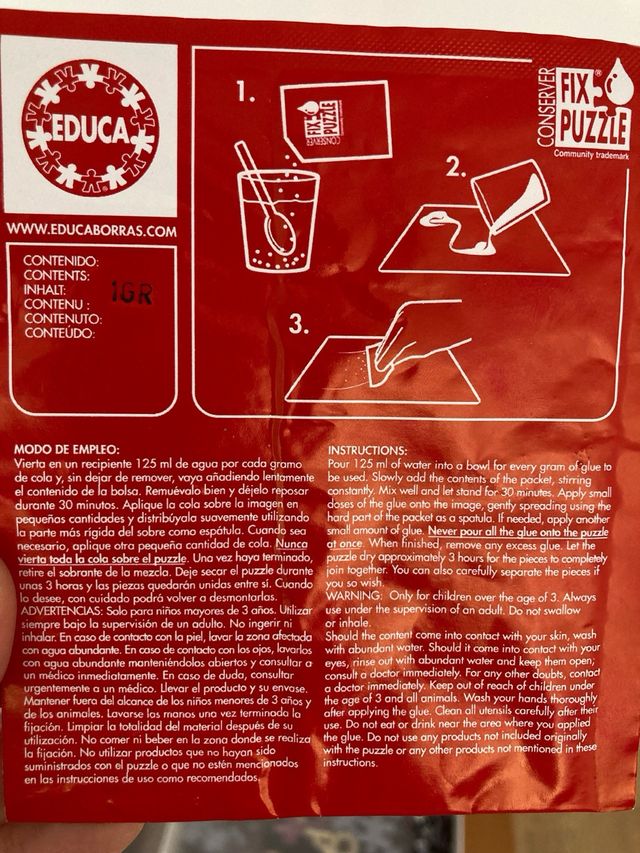 EDUCA
WWW.EDUCABORRAS.COM
CONTENIDO:
CONTENTS:
INHALT:
CONTENU :
CONTENUTO:
CONTEÚDO:
1GR
1.
CONSERVER
FIX
PUZZLE
2.
3.
CONSERVER
FIX
PUZZLE
Community trademark
MODO DE EMPLEO:
Vierta en un recipiente 125 ml de agua por cada gramo
de cola y, sin dejar de remover, vaya añadiendo lentamente
el contenido de la bolsa. Remuévalo bien y déjelo reposar
durante 30 minutos. Aplique la cola sobre la imagen en
pequeñas cantidades y distribúyala suavemente utilizando
la parte más rígida del sobre como espátula. Cuando sea
necesario, aplique otra pequeña cantidad de cola. Nunca
vierta toda la cola sobre el puzzle. Una vez haya terminado,
retire el sobrante de la mezcla. Deje secar el puzzle durante
unas 3 horas y las piezas quedarán unidas entre sí. Cuando
lo desee, con cuidado podrá volver a desmontarlas.
ADVERTENCIAS: Solo para niños mayores de 3 años. Utilizar
siempre bajo la supervisión de un adulto. No ingerir ni
inhalar. En caso de contacto con la piel, lavar la zona afectada
con agua abundante. En caso de contacto con los ojos, lavarlos
con agua abundante manteniéndolos abiertos y consultar a
un médico inmediatamente. En caso de duda, consultar
urgentemente a un médico. Llevar el producto y su envase.
Mantener fuera del alcance de los niños menores de 3 años y
de los animales. Lavarse las manos una vez terminado la
fijación. Limpiar la totalidad del material después de su
utilización. No comer ni beber en la zona donde se realiza
la fijación. No utilizar productos que no hayan sido
suministrados con el puzzle o que no estén mencionados
en las instrucciones de uso como recomendados.
INSTRUCTIONS:
Pour 125 ml of water into a bowl for every gram of glue to
be used. Slowly add the contents of the packet, stirring
constantly. Mix well and let stand for 30 minutes. Apply small
doses of the glue onto the image, gently spreading using the
hard part of the packet as a spatula. If needed, apply another
small amount of glue. Never pour all the glue onto the puzzle
at once. When finished, remove any excess glue. Let the
puzzle dry approximately 3 hours for the pieces to completely
join together. You can also carefully separate the pieces if
you so wish.
WARNING: Only for children over the age of 3. Always
use under the supervision of an adult. Do not swallow
or inhale.
Should the content come into contact with your skin, wash
with abundant water. Should it come into contact with your
eyes, rinse out with abundant water and keep them open;
consult a doctor immediately. For any other doubts, contact
a doctor immediately. Keep out of reach of children under
the age of 3 and all animals. Wash your hands thoroughly
after applying the glue. Clean all utensils carefully after their
use. Do not eat or drink near the area where you applied
the glue. Do not use any products not included originally
with the puzzle or any other products not mentioned in these
instructions.